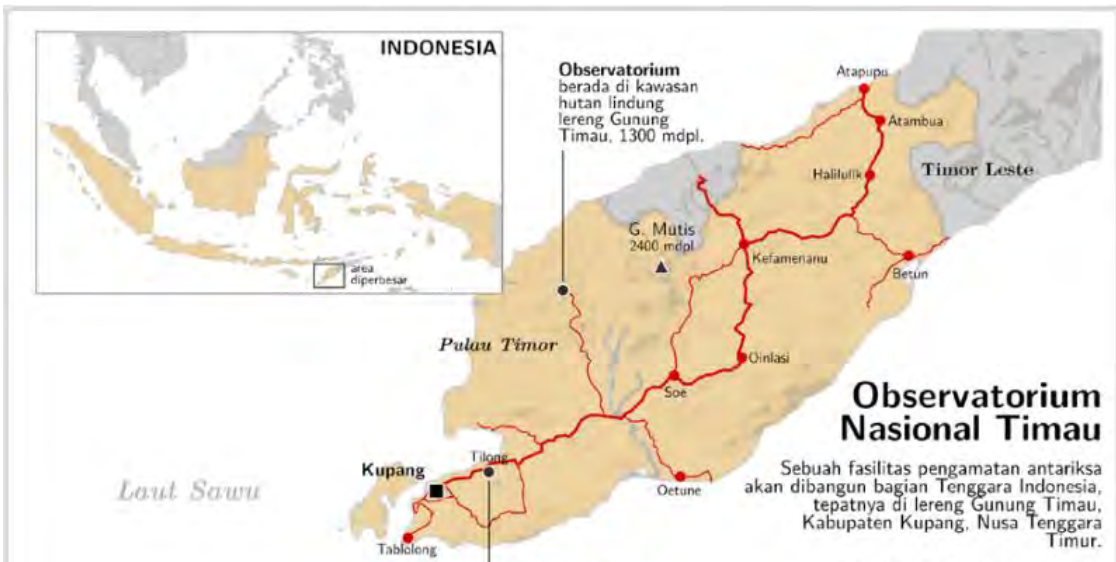 INDONESIA
area
diperbesar
Observatorium
berada di kawasan
hutan lindung
lereng Gunung
Timau, 1300 mdpl.
Atapupu
Atambua
Halilulik
Timor Leste
G. Mutis
2400 mdpl
Kefamenanu
Betun
Pulau Timor
Oinlasi
Soe
Kupang
Tilong
Oetune
Laut Sawu
Tablolong
Observatorium
Nasional Timau
Sebuah fasilitas pengamatan antariksa
akan dibangun bagian Tenggara Indonesia,
tepatnya di lereng Gunung Timau,
Kabupaten Kupang, Nusa Tenggara
Timur.